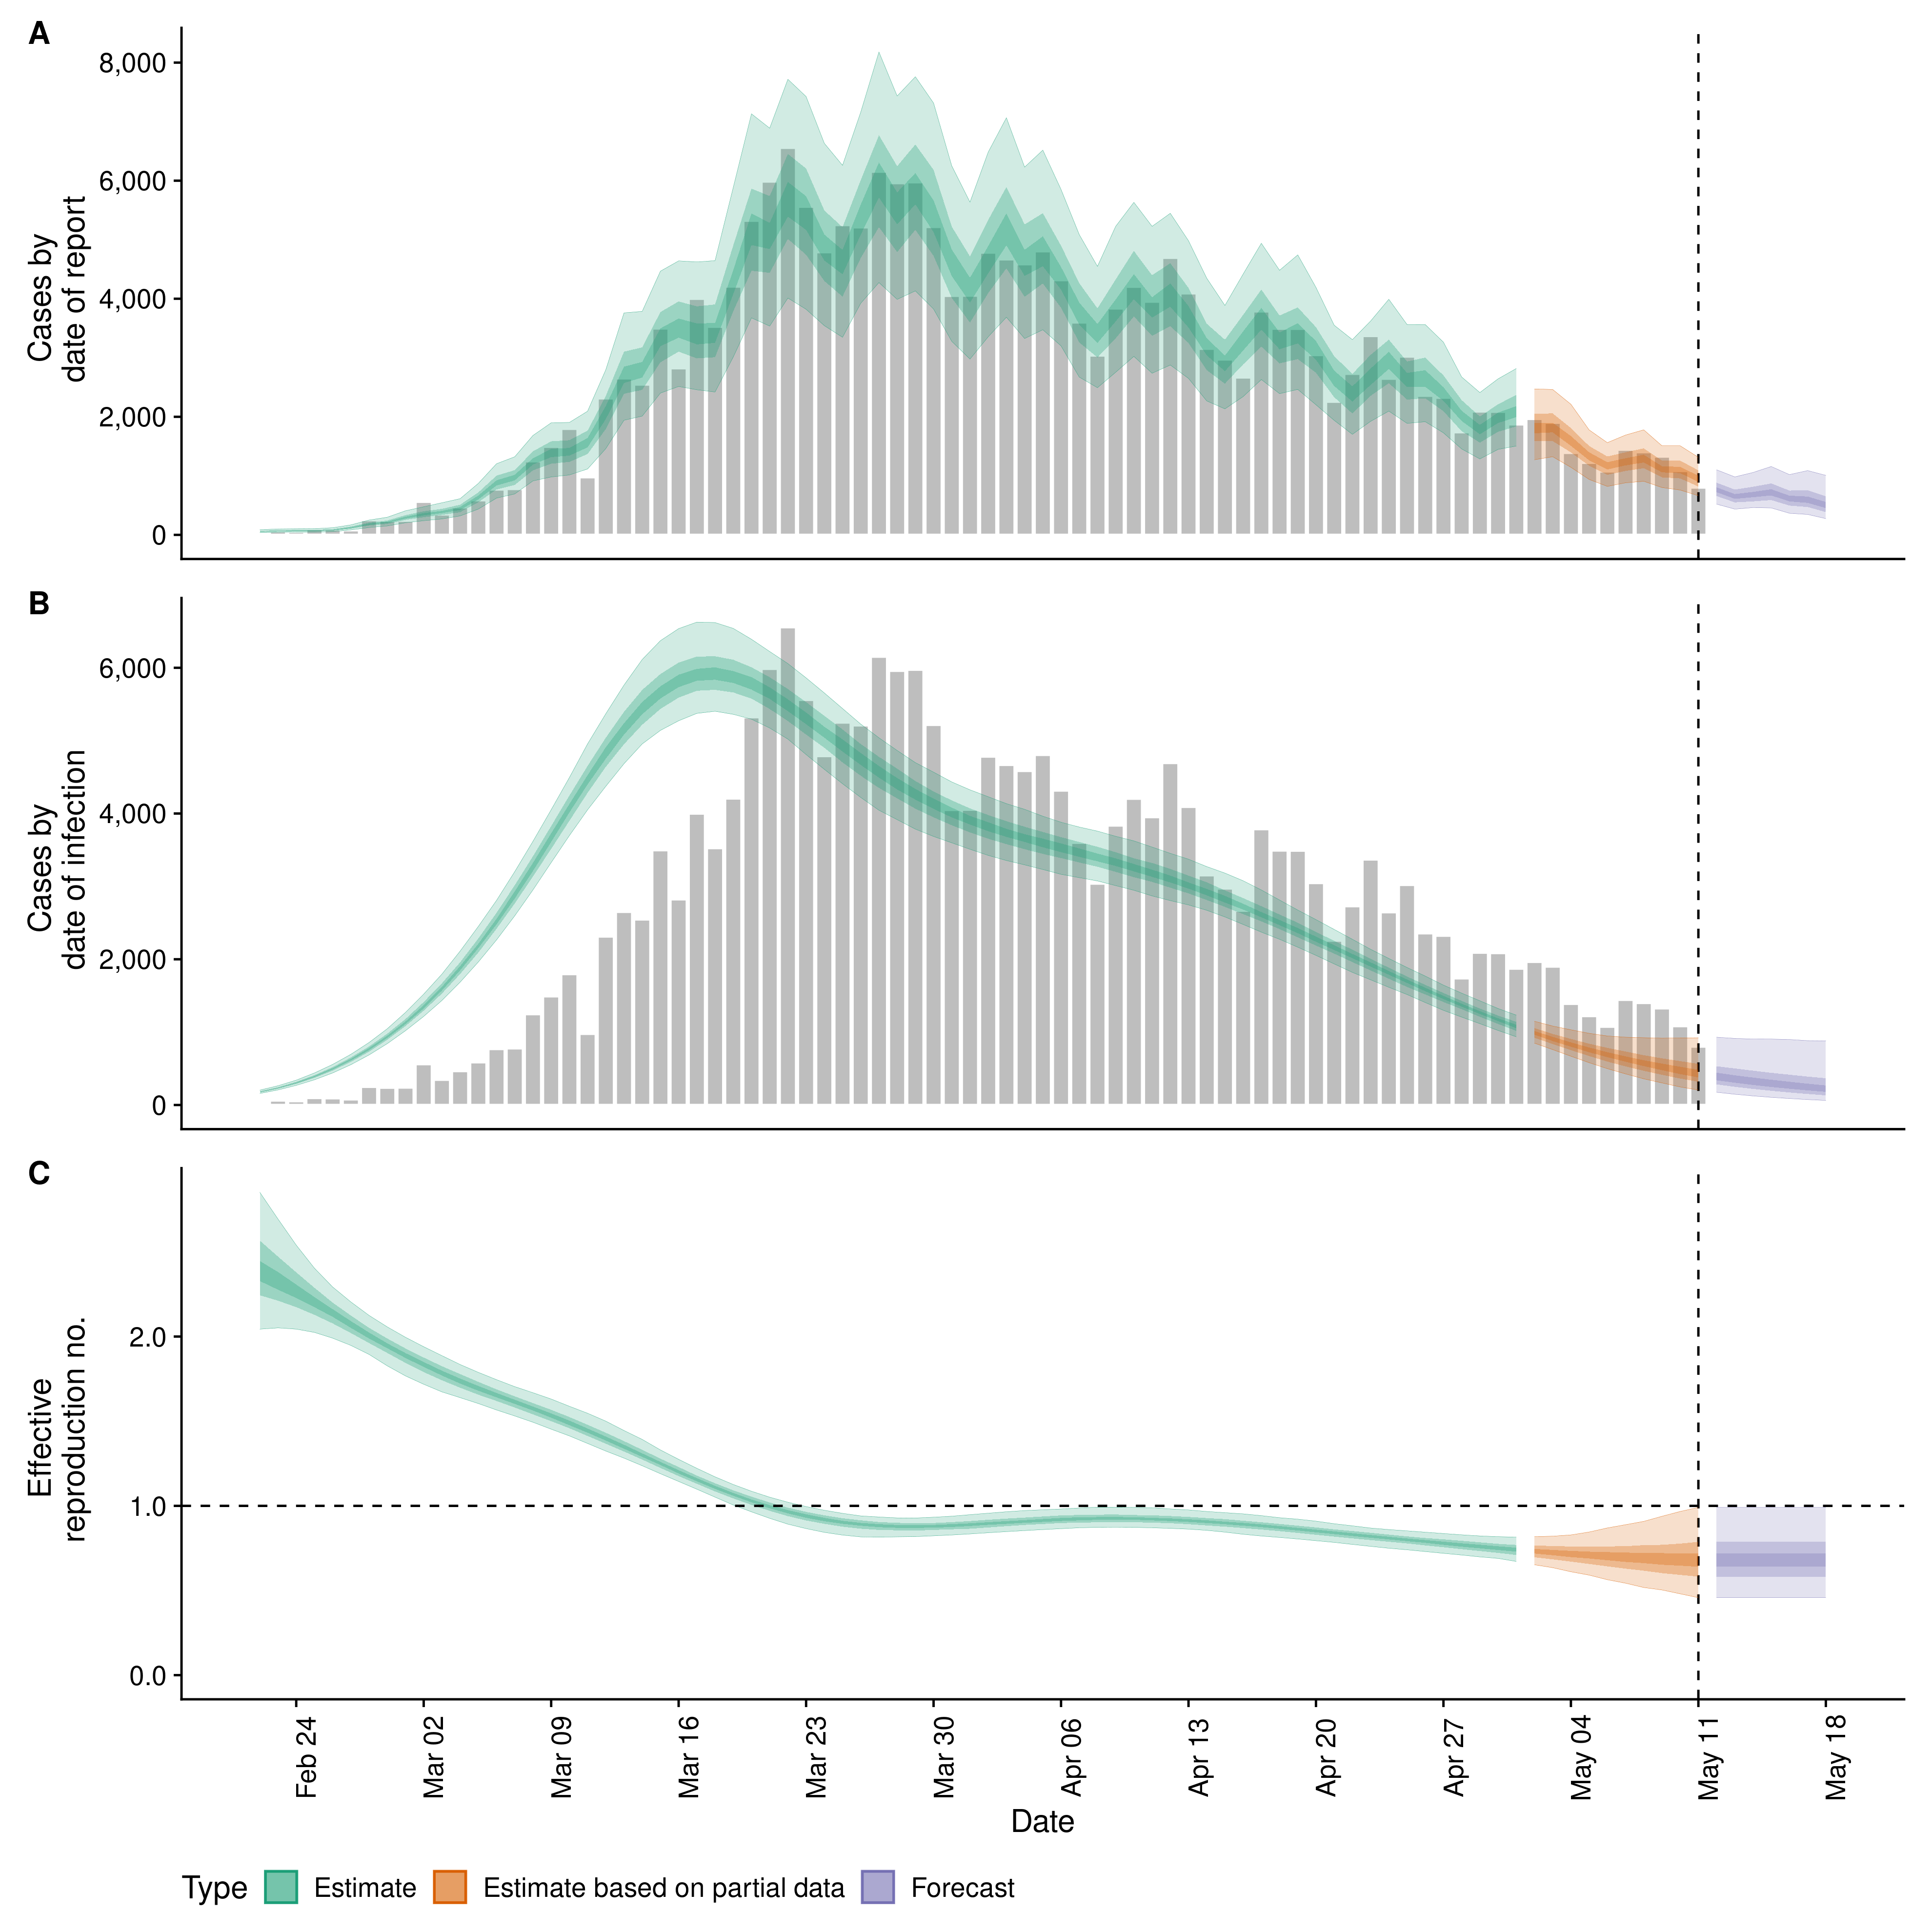 A
8,000
6,000
4,000
2,000
0
Cases by
date of report
B
6,000
4,000
2,000
0
Cases by
date of infection
C
2.0
1.0
0.0
Effective
reproduction no.
Feb 24
Mar 02
Mar 09
Mar 16
Mar 23
Mar 30
Apr 06
Apr 13
Apr 20
Apr 27
May 04
May 11
May 18
Date
Type Estimate Estimate based on partial data Forecast